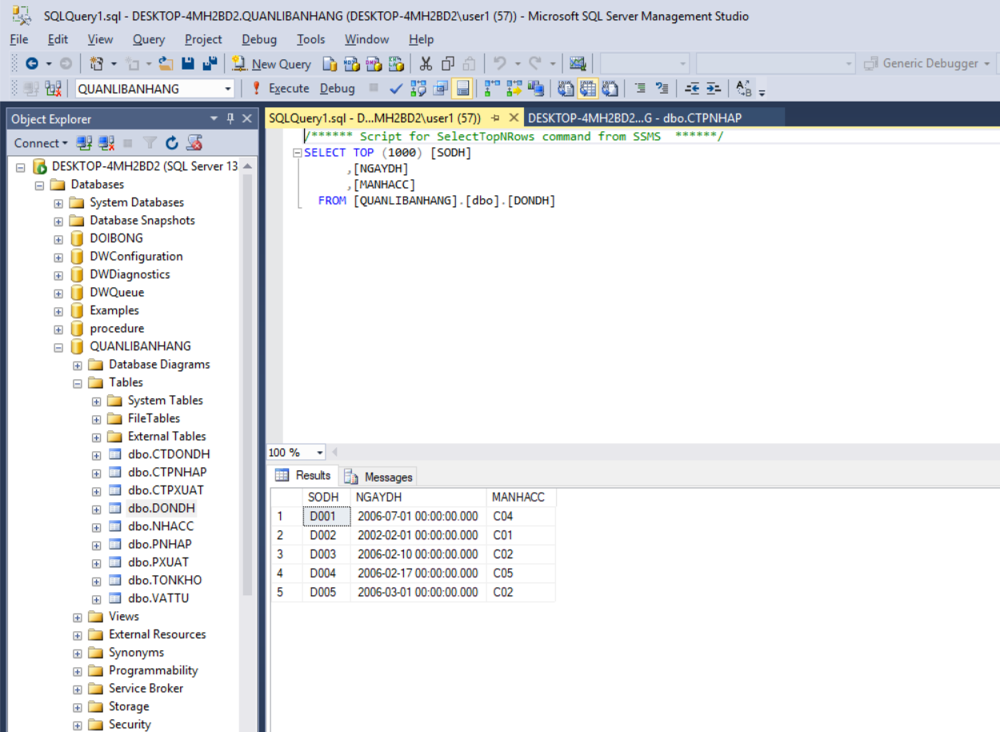 SQLQuery1.sql - DESKTOP-4MH2BD2.QUANLIBANHANG (DESKTOP-4MH2BD2\user1 (57)) - Microsoft SQL Server Management Studio
File Edit View Query Project Debug Tools Window Help
New Query Generic Debugger
QUANLIBANHANG Execute Debug
Object Explorer
Connect
DESKTOP-4MH2BD2 (SQL Server 13
Databases
System Databases
Database Snapshots
DOIBONG
DWConfiguration
DWDiagnostics
DWQueue
Examples
procedure
QUANLIBANHANG
Database Diagrams
Tables
System Tables
FileTables
External Tables
dbo.CTDONDH
dbo.CTPNHAP
dbo.CTPXUAT
dbo.DONDH
dbo.NHACC
dbo.PNHAP
dbo.PXUAT
dbo.TONKHO
dbo.VATTU
Views
External Resources
Synonyms
Programmability
Service Broker
Storage
Security
SQLQuery1.sql - D...MH2BD2\user1 (57)) DESKTOP-4MH2BD2...G - dbo.CTPNHAP
/****** Script for SelectTopNRows command from SSMS ******/
SELECT TOP (1000) [SODH]
,[NGAYDH]
,[MANHACC]
FROM [QUANLIBANHANG].[dbo].[DONDH]
100 %
Results Messages
SODH NGAYDH MANHACC
1 D001 2006-07-01 00:00:00.000 C04
2 D002 2002-02-01 00:00:00.000 C01
3 D003 2006-02-10 00:00:00.000 C02
4 D004 2006-02-17 00:00:00.000 C05
5 D005 2006-03-01 00:00:00.000 C02